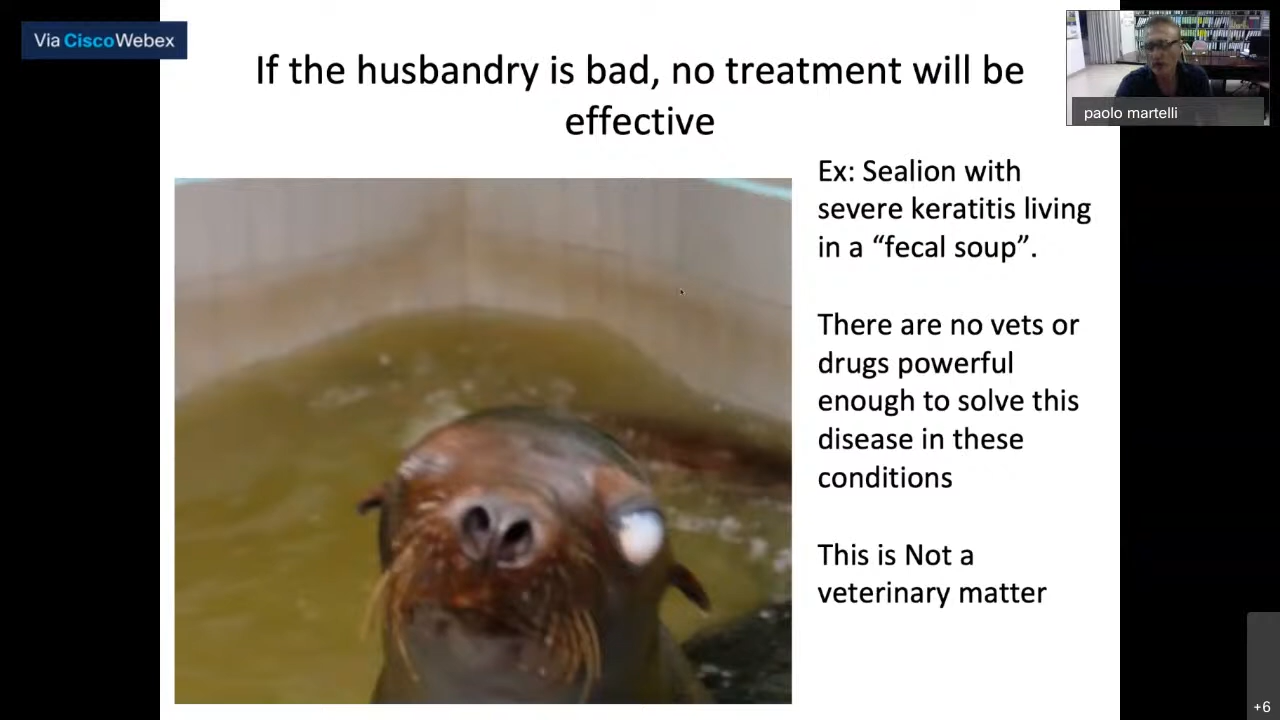 Via CiscoWebex
If the husbandry is bad, no treatment will be
effective
paolo martelli
Ex: Sealion with
severe keratitis living
in a “fecal soup”.
There are no vets or
drugs powerful
enough to solve this
disease in these
conditions
This is Not a
veterinary matter
+6